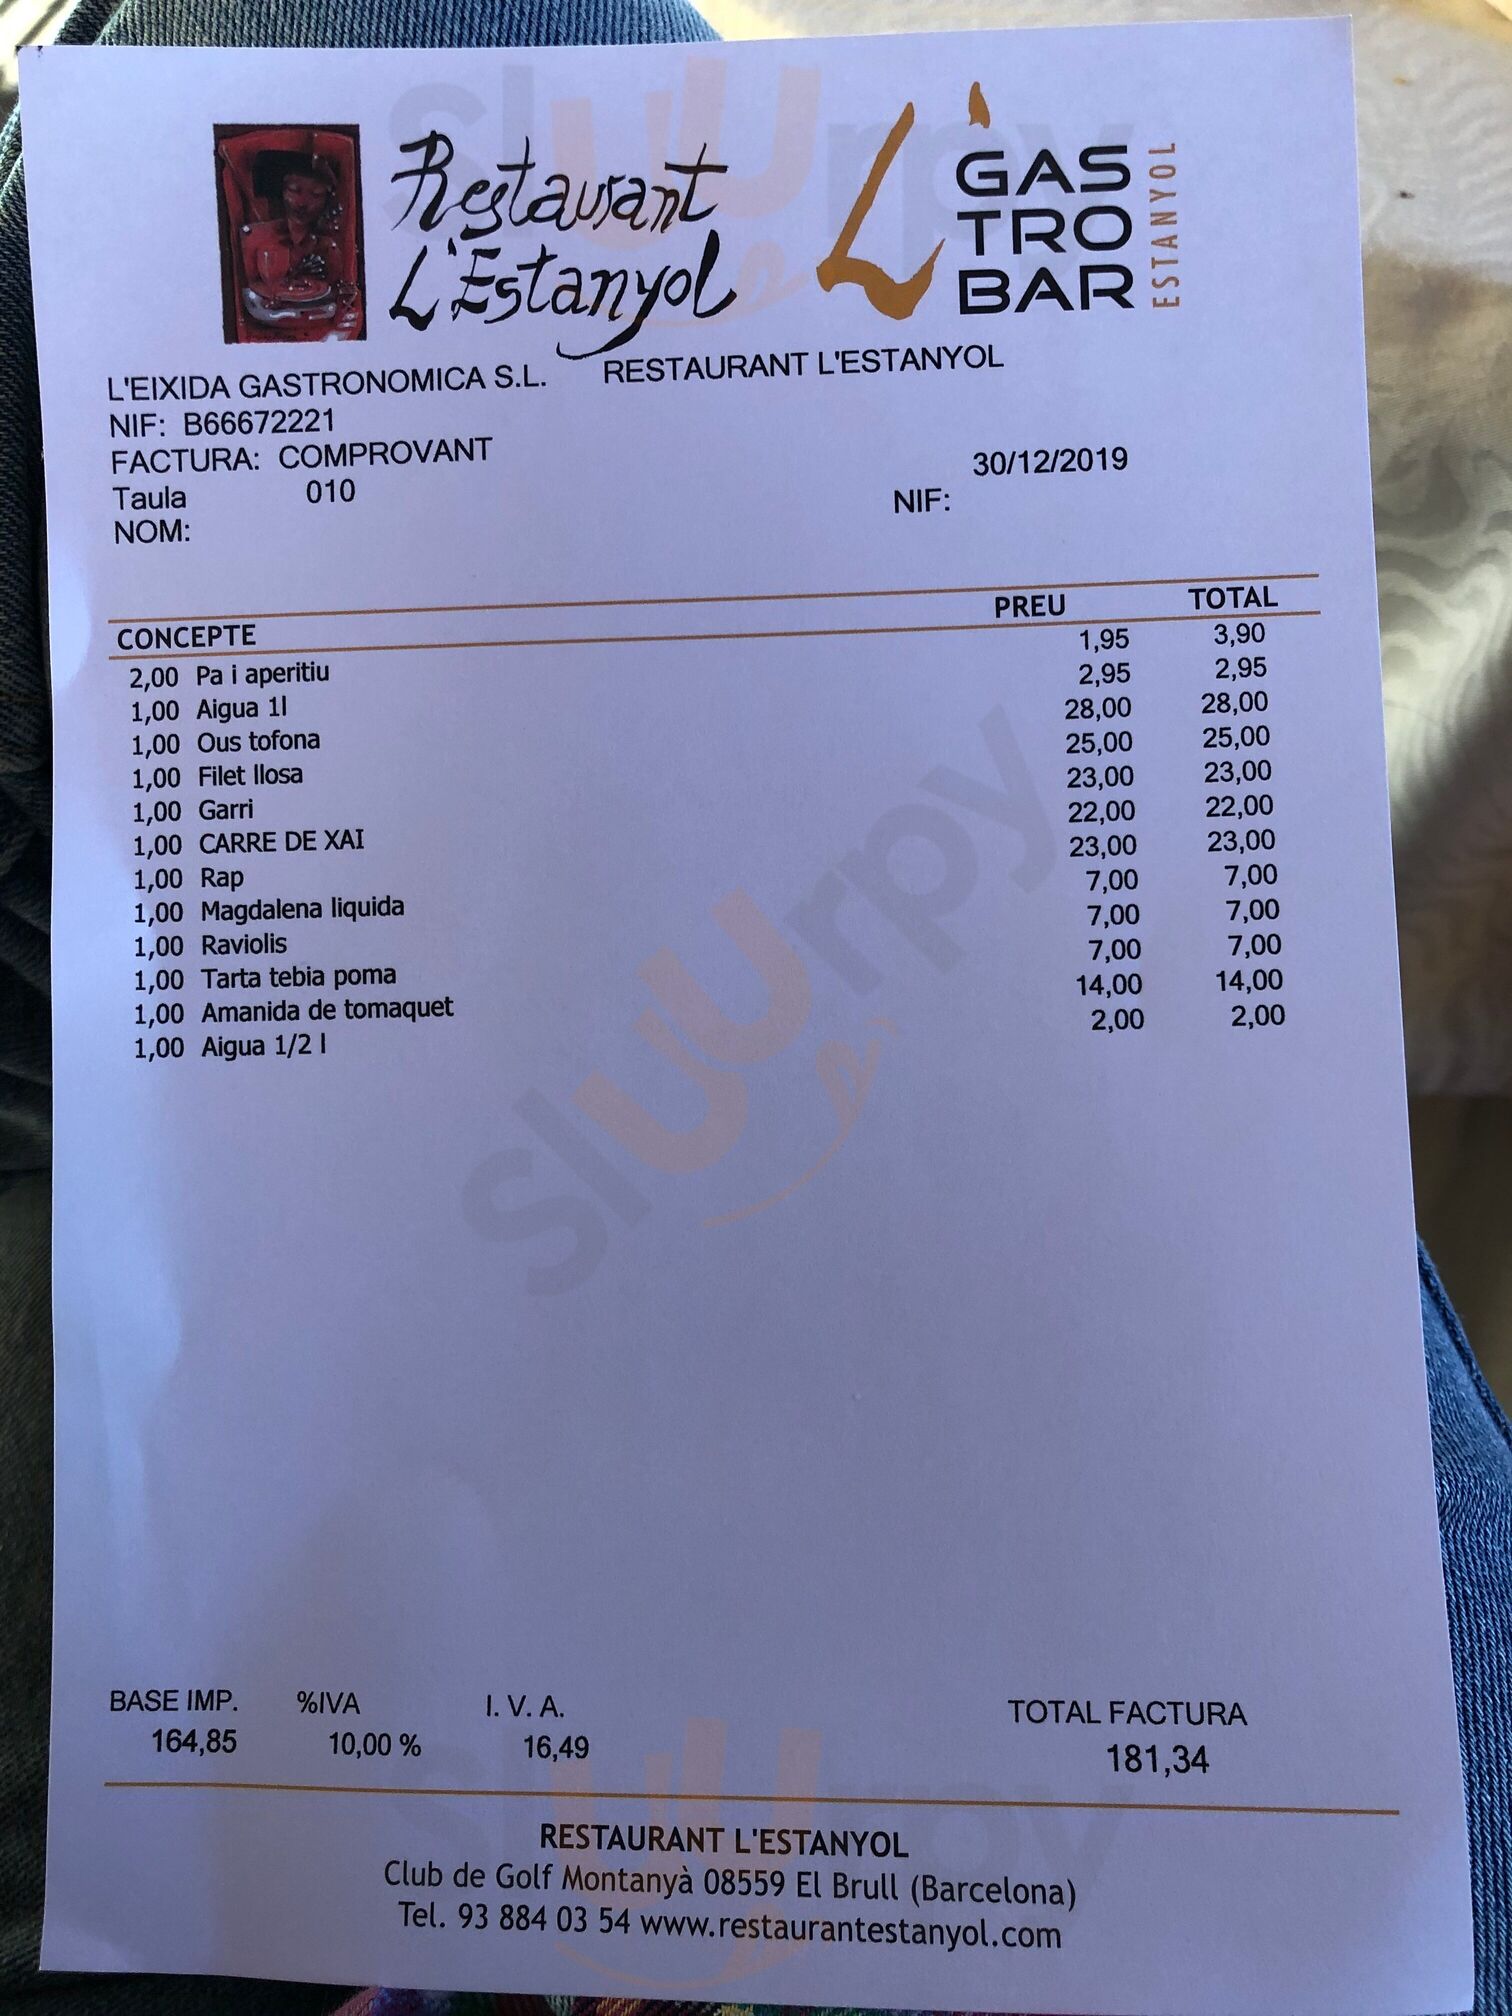 Restaurant
L'Estanyol
L'
GAS
TRO
BAR
ESTANYOL
L'EIXIDA GASTRONOMICA S.L. RESTAURANT L'ESTANYOL
NIF: B66672221
FACTURA: COMPROVANT 30/12/2019
Taula 010 NIF:
NOM:
CONCEPTE PREU TOTAL
2,00 Pa i aperitiu 1,95 3,90
1,00 Aigua 1l 2,95 2,95
1,00 Ous tofona 28,00 28,00
1,00 Filet llosa 25,00 25,00
1,00 Garri 23,00 23,00
1,00 CARRE DE XAI 22,00 22,00
1,00 Rap 23,00 23,00
1,00 Magdalena liquida 7,00 7,00
1,00 Raviolis 7,00 7,00
1,00 Tarta tebia poma 7,00 7,00
1,00 Amanida de tomaquet 14,00 14,00
1,00 Aigua 1/2 l 2,00 2,00
BASE IMP. %IVA I. V. A. TOTAL FACTURA
164,85 10,00 % 16,49 181,34
RESTAURANT L'ESTANYOL
Club de Golf Montanyà 08559 El Brull (Barcelona)
Tel. 93 884 03 54 www.restaurantestanyol.com
sluurpy
sluurpy
sluurpy